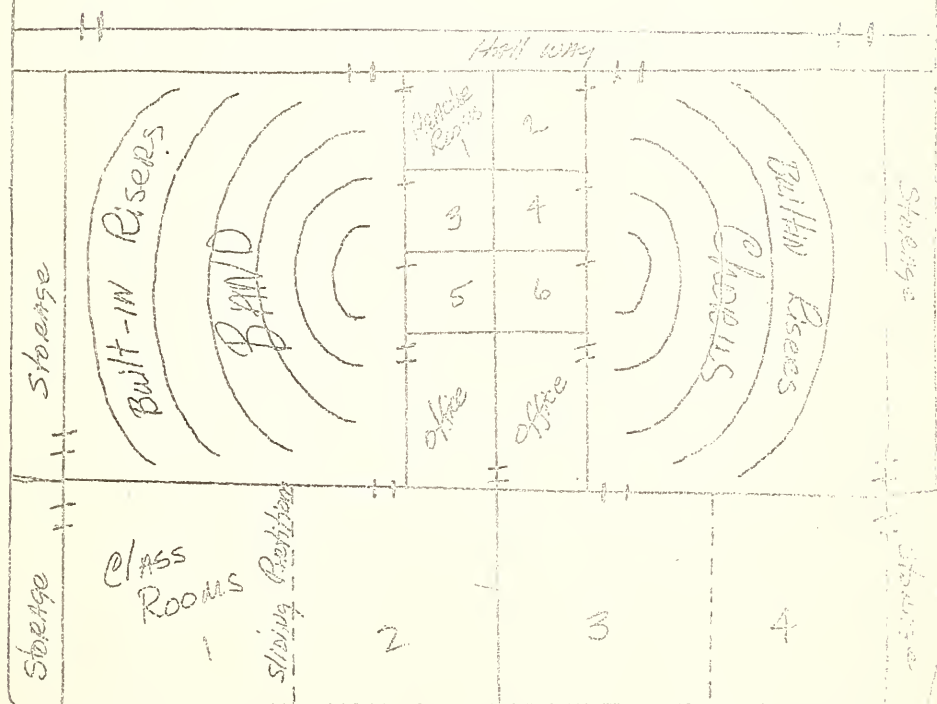 Hall way
Storage
Built-IN Risers
BAND
Practice
Rooms
1
2
3
4
5
6
Office
Office
Chorus
Built IN Risers
Storage
Storage
Class
Rooms
1
Sliding Partition
2
3
4
Storage